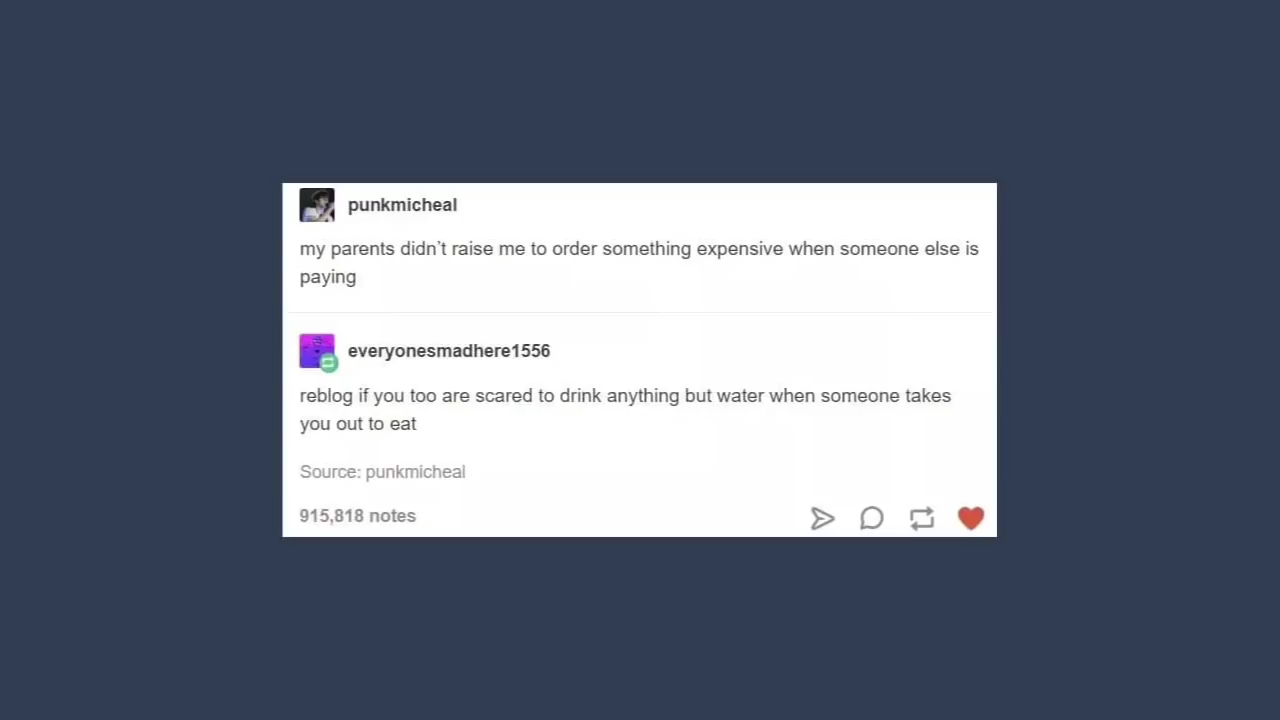 punkmicheal
my parents didn’t raise me to order something expensive when someone else is
paying
everyonesmadhere1556
reblog if you too are scared to drink anything but water when someone takes
you out to eat
Source: punkmicheal
915,818 notes